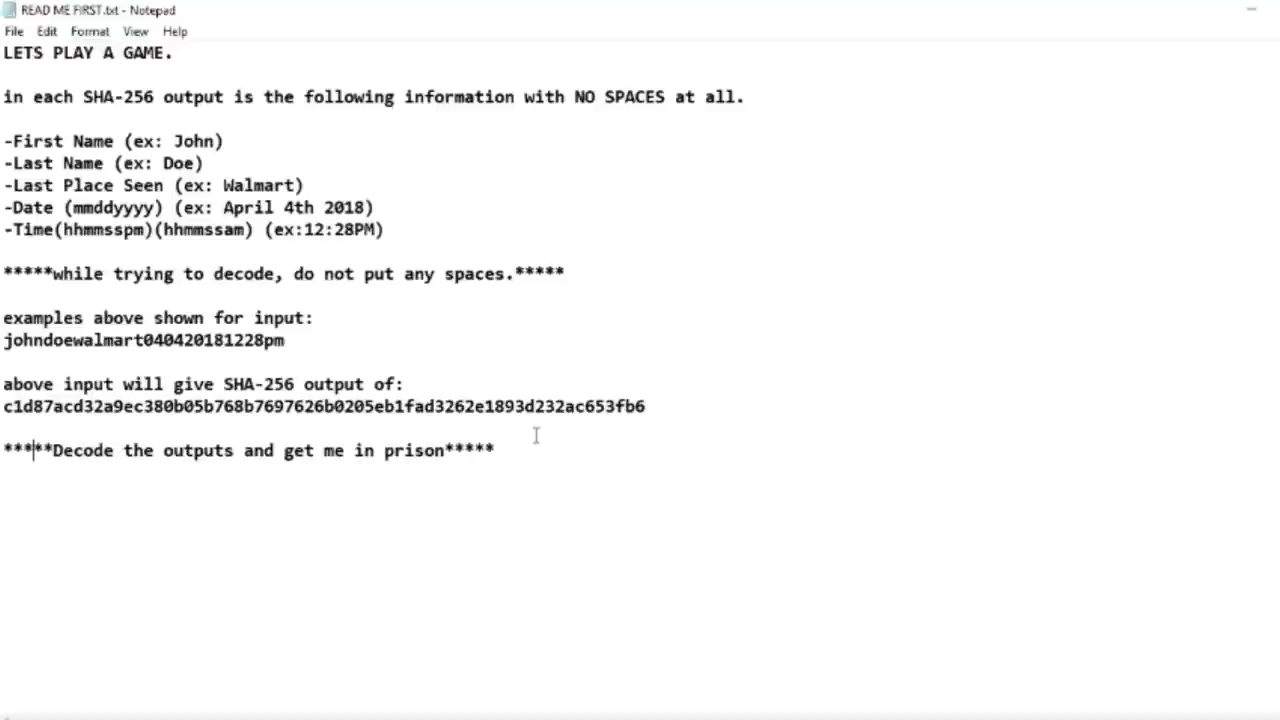 READ ME FIRST.txt - Notepad
File Edit Format View Help
LETS PLAY A GAME.
in each SHA-256 output is the following information with NO SPACES at all.
-First Name (ex: John)
-Last Name (ex: Doe)
-Last Place Seen (ex: Walmart)
-Date (mmddyyyy) (ex: April 4th 2018)
-Time(hhmmsspm)(hhmmssam) (ex:12:28PM)
*****while trying to decode, do not put any spaces.*****
examples above shown for input:
johndoewalmart040420181228pm
above input will give SHA-256 output of:
c1d87acd32a9ec380b05b768b7697626b0205eb1fad3262e1893d232ac653fb6
*****Decode the outputs and get me in prison*****